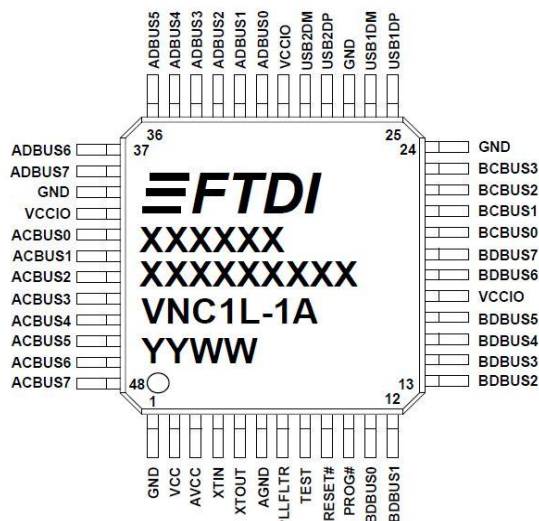 ADBUS5
ADBUS4
ADBUS3
ADBUS2
ADBUS1
ADBUS0
VCCIO
USB2DM
USB2DP
GND
USB1DM
USB1DP
36
25
37
24
ADBUS6
ADBUS7
GND
VCCIO
ACBUS0
ACBUS1
ACBUS2
ACBUS3
ACBUS4
ACBUS5
ACBUS6
ACBUS7
FTDI
XXXXXX
XXXXXXXXX
VNC1L-1A
YYWW
GND
BCBUS3
BCBUS2
BCBUS1
BCBUS0
BDBUS7
BDBUS6
VCCIO
BDBUS5
BDBUS4
BDBUS3
BDBUS2
48
13
1
12
GND
VCC
AVCC
XTIN
XTOUT
AGND
PLLFLTR
TEST
RESET#
PROG#
BDBUS0
BDBUS1